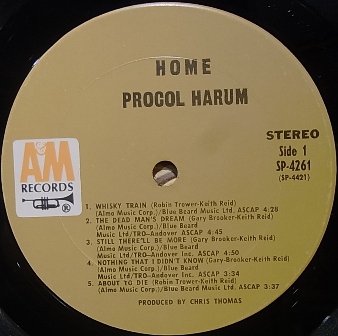 HOME
PROCOL HARUM
STEREO
Side 1
SP-4261
(SP-4421)
AM
RECORDS
®
1. WHISKY TRAIN (Robin Trower-Keith Reid)
(Almo Music Corp.)/Blue Beard Music Ltd. ASCAP 4:28
2. THE DEAD MAN'S DREAM (Gary Brooker-Keith Reid)
(Almo Music Corp.)/Blue Beard
Music Ltd/TRO-Andover ASCAP 4:45
3. STILL THERE'LL BE MORE (Gary Brooker-Keith Reid)
(Almo Music Corp.)/Blue Beard
Music Ltd/TRO-Andover Inc. ASCAP 4:50
4. NOTHING THAT I DIDN'T KNOW (Gary-Brooker-Keith Reid)
(Almo Music Corp.)/Blue Beard
Music Ltd/TRO-Andover Inc. ASCAP 3:34
5. ABOUT TO DIE (Robin Trower-Keith Reid)
(Almo Music Corp.)/Blue Beard Music Ltd. ASCAP 3:37
PRODUCED BY CHRIS THOMAS